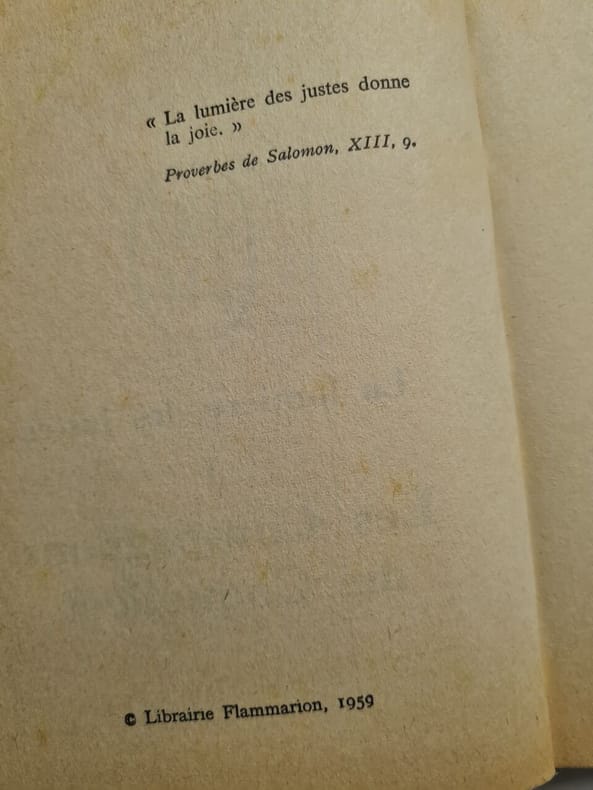 « La lumière des justes donne
la joie. »
Proverbes de Salomon, XIII, 9.
© Librairie Flammarion, 1959